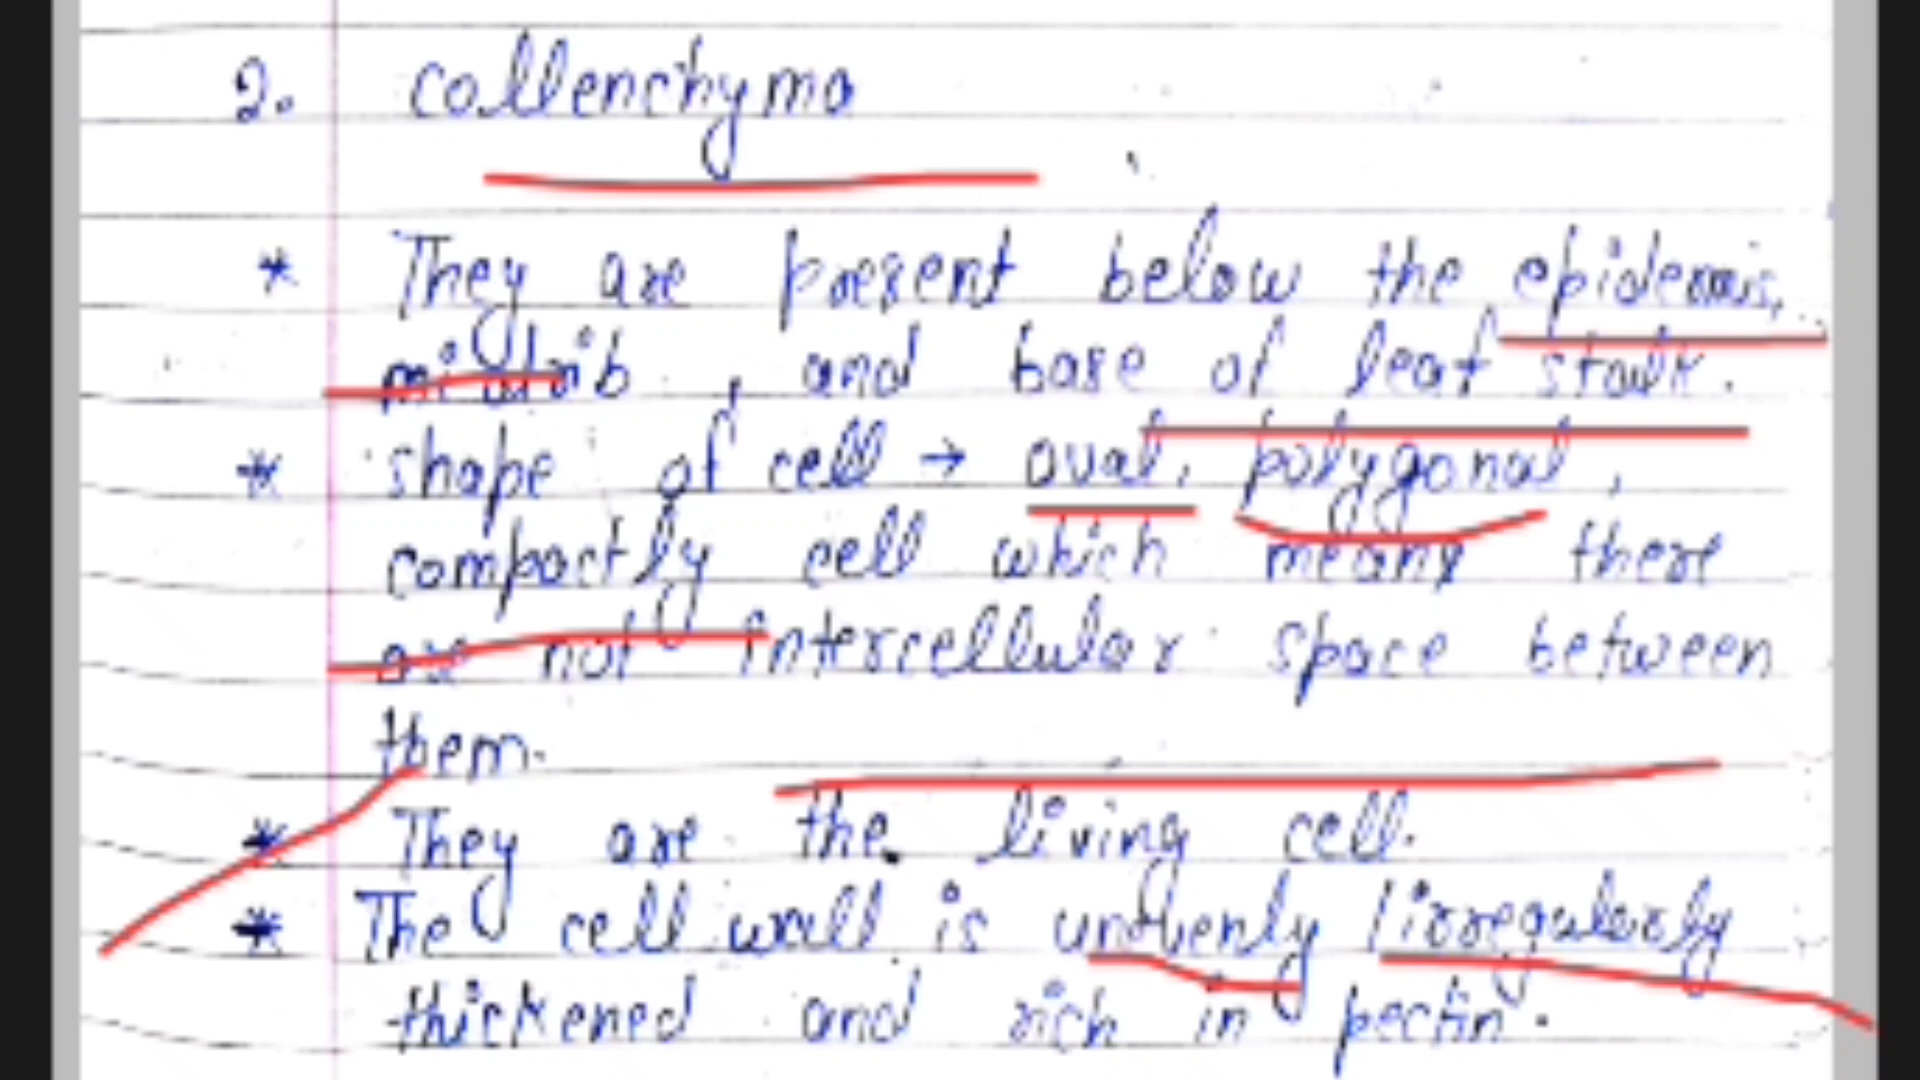 2. Collenchyma
* They are present below the epidermis,
midrib, and base of leaf stalk.
* shape of cell → oval, polygonal,
compactly cell which means there
are not Intercellular space between
them.
* They are the living cell.
* The cell wall is unevenly / irregularly
thickened and rich in pectin.